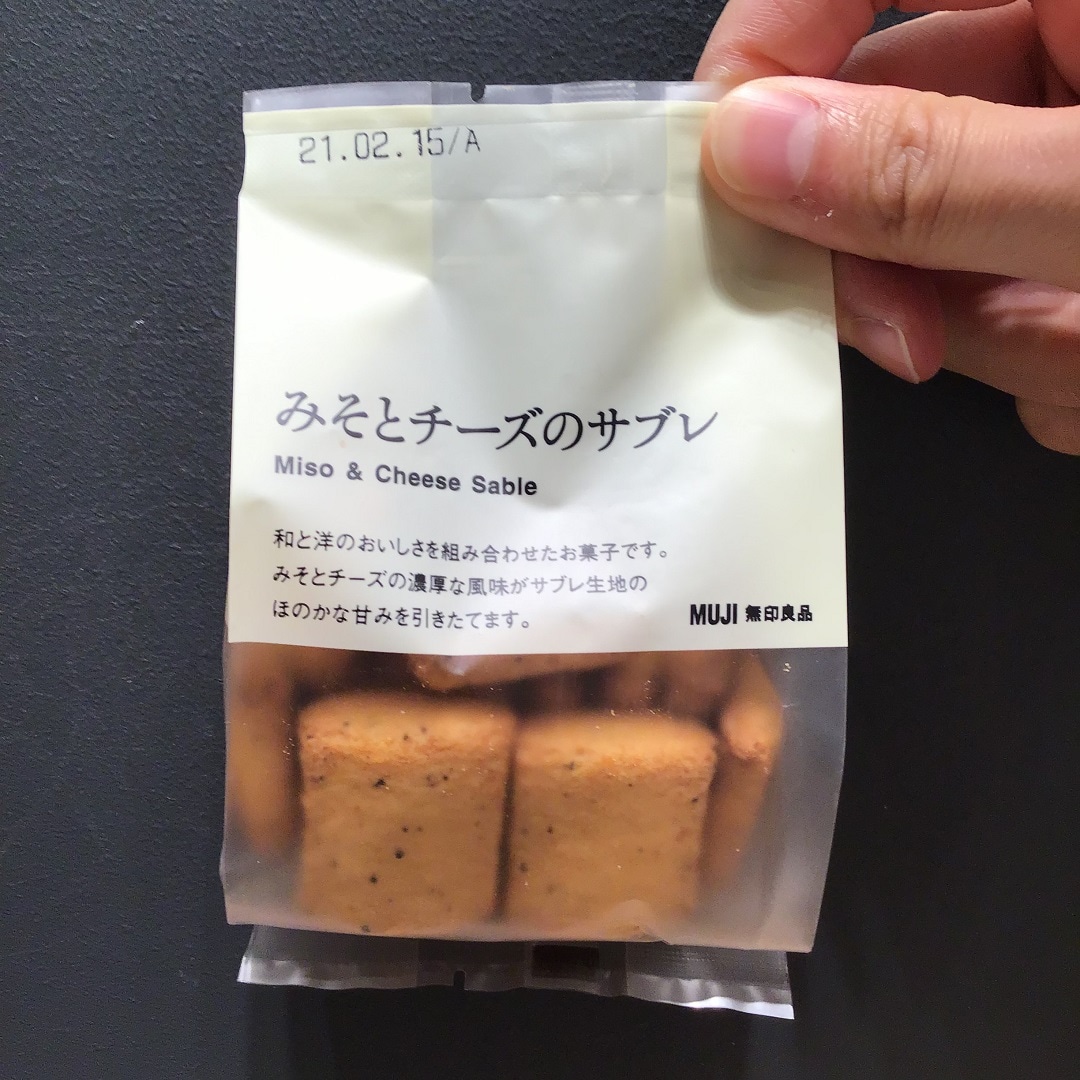 21.02.15/A
みそとチーズのサブレ
Miso & Cheese Sable
和と洋のおいしさを組み合わせたお菓子です。
みそとチーズの濃厚な風味がサブレ生地の
ほのかな甘みを引きたてます。
MUJI 無印良品